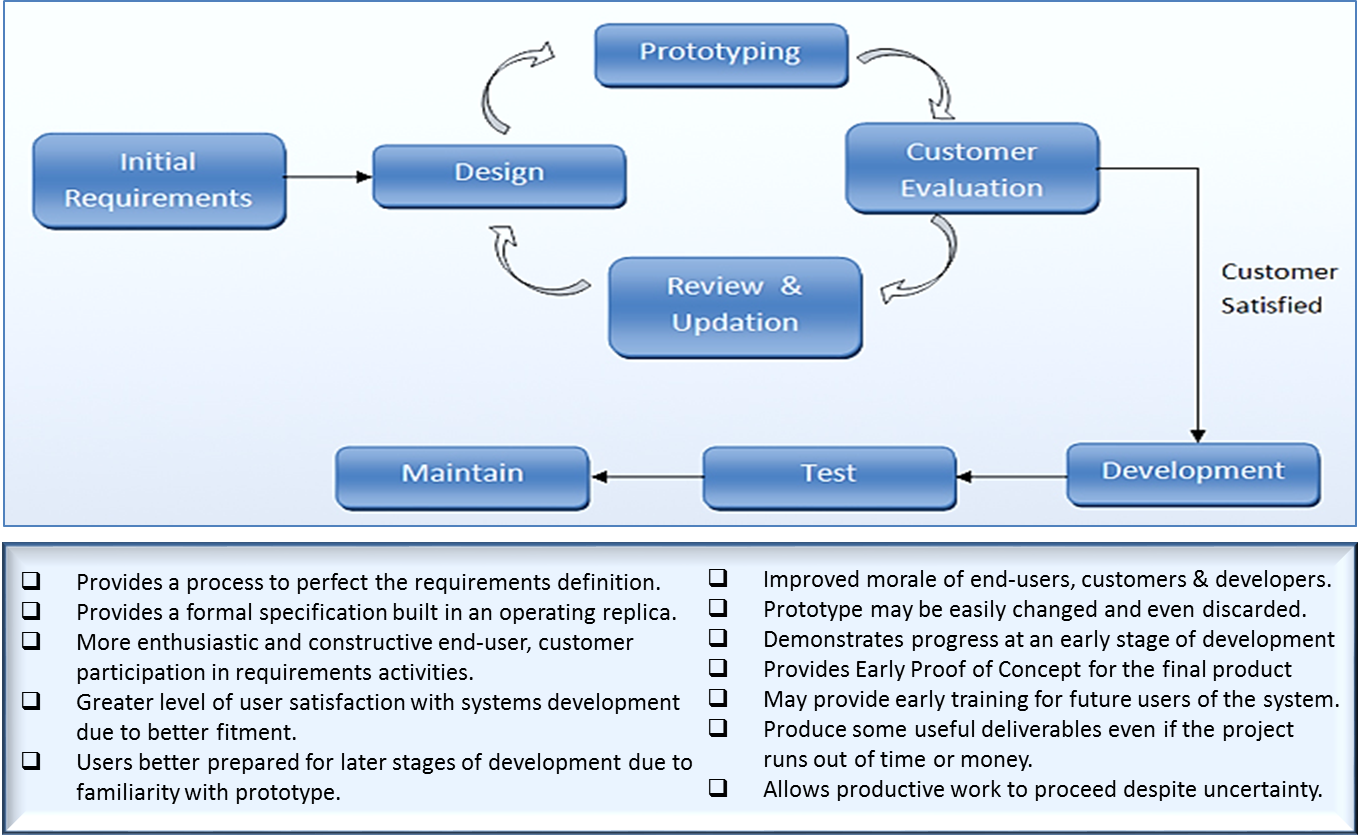 Prototyping
Initial
Requirements
Design
Customer
Evaluation
Review & 
Updation
Customer
Satisfied
Maintain
Test
Development
Provides a process to perfect the requirements definition.
Provides a formal specification built in an operating replica.
More enthusiastic and constructive end-user, customer
participation in requirements activities.
Greater level of user satisfaction with systems development
due to better fitment.
Users better prepared for later stages of development due to
familiarity with prototype.
Improved morale of end-users, customers & developers.
Prototype may be easily changed and even discarded.
Demonstrates progress at an early stage of development
Provides Early Proof of Concept for the final product
May provide early training for future users of the system.
Produce some useful deliverables even if the project
runs out of time or money.
Allows productive work to proceed despite uncertainty.